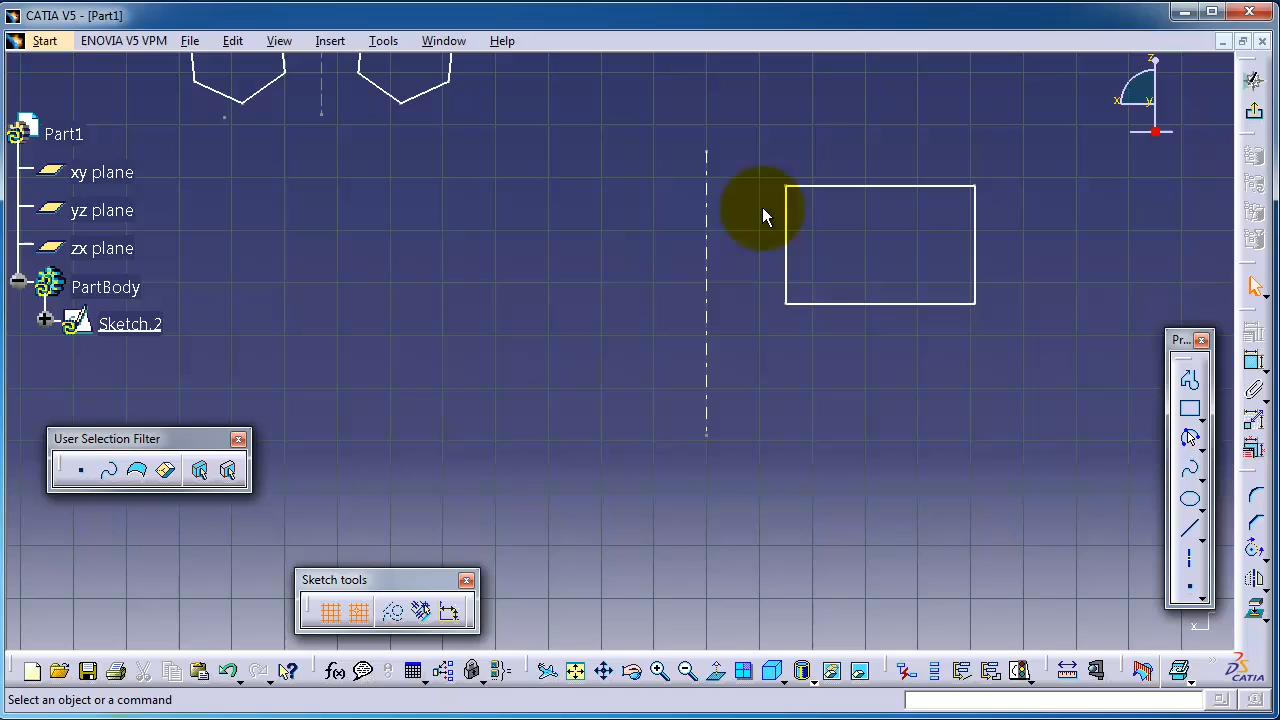 CATIA V5 - [Part1]
Start ENOVIA V5 VPM File Edit View Insert Tools Window Help
z
x y
Part1
xy plane
yz plane
zx plane
PartBody
Sketch.2
Pr...
User Selection Filter
Sketch tools
x
f(x)
CATIA
Select an object or a command